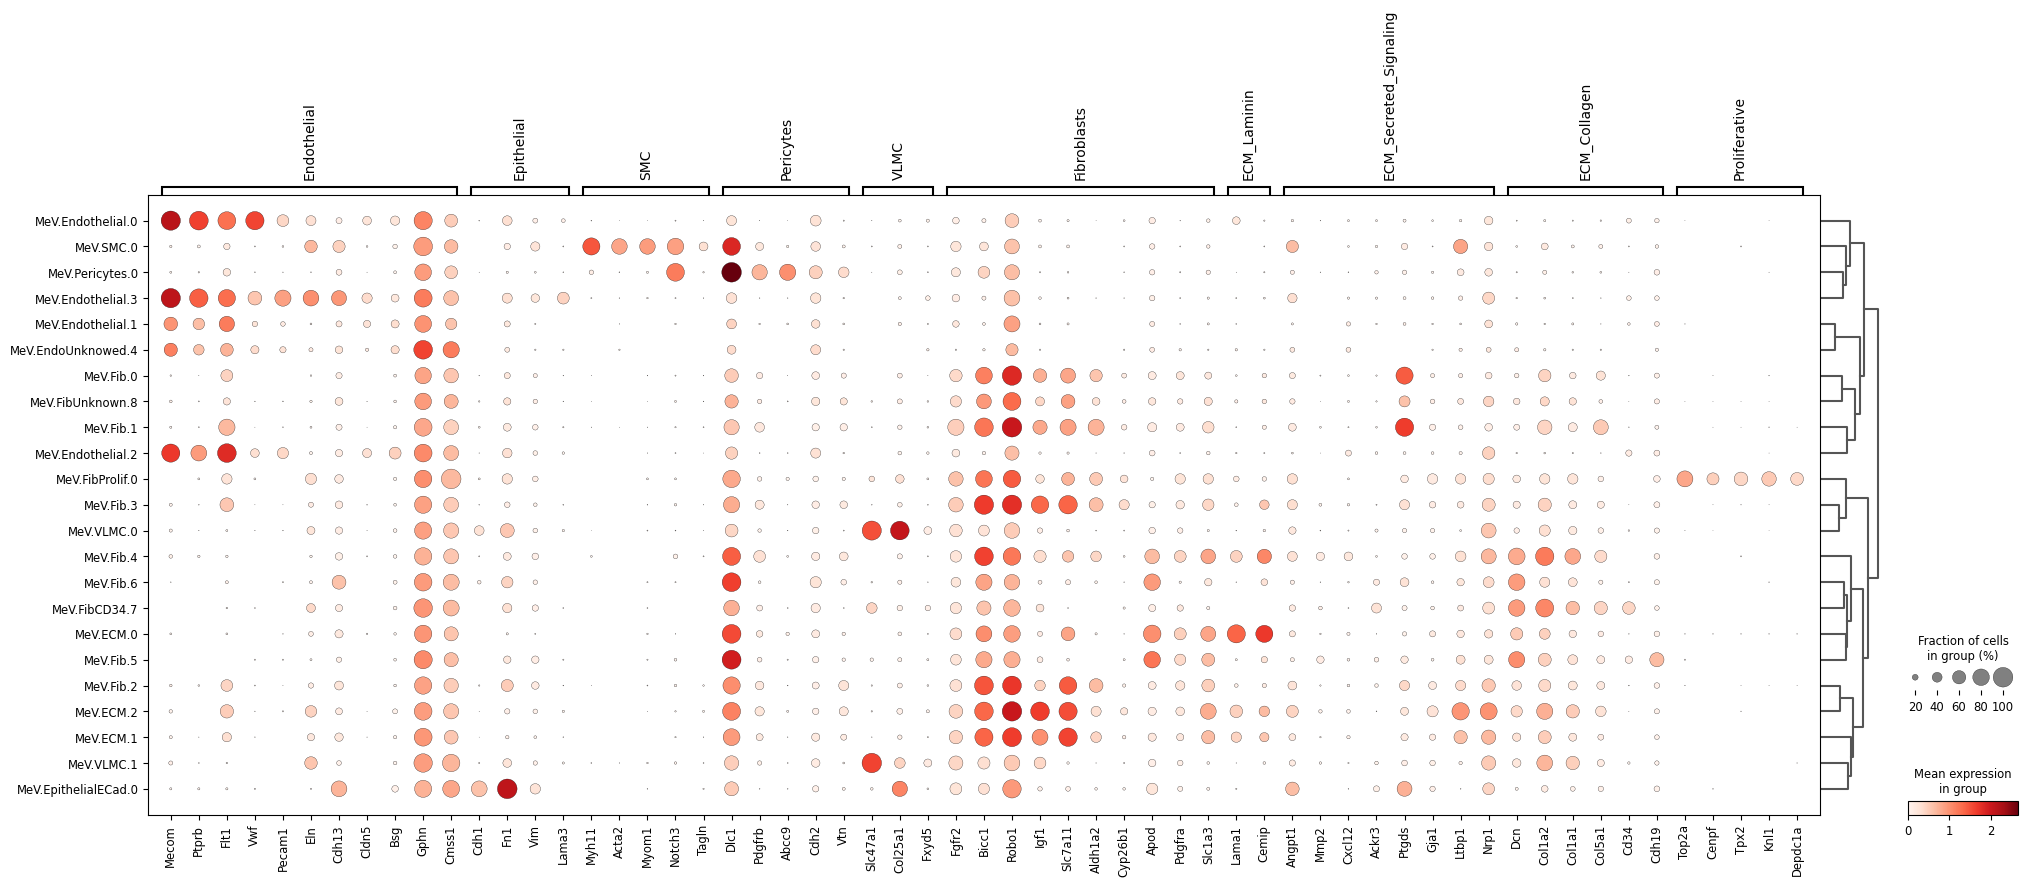 Endothelial
Epithelial
SMC
Pericytes
VLMC
Fibroblasts
ECM_Laminin
ECM_Secreted_Signaling
ECM_Collagen
Proliferative
MeV.Endothelial.0
MeV.SMC.0
MeV.Pericytes.0
MeV.Endothelial.3
MeV.Endothelial.1
MeV.EndoUnknowed.4
MeV.Fib.0
MeV.FibUnknown.8
MeV.Fib.1
MeV.Endothelial.2
MeV.FibProlif.0
MeV.Fib.3
MeV.VLMC.0
MeV.Fib.4
MeV.Fib.6
MeV.FibCD34.7
MeV.ECM.0
MeV.Fib.5
MeV.Fib.2
MeV.ECM.2
MeV.ECM.1
MeV.VLMC.1
MeV.EpithelialECad.0
Mecom
Ptprb
Flt1
Vwf
Pecam1
Eln
Cdh13
Cldn5
Bsg
Gphn
Cmss1
Cdh1
Fn1
Vim
Lama3
Myh11
Acta2
Myom1
Notch3
Tagln
Dlc1
Pdgfrb
Abcc9
Cdh2
Vtn
Slc47a1
Col25a1
Fxyd5
Fgfr2
Bicc1
Robo1
Igf1
Slc7a11
Aldh1a2
Cyp26b1
Apod
Pdgfra
Slc1a3
Lama1
Cemip
Angpt1
Mmp2
Cxcl12
Ackr3
Ptgds
Gja1
Ltbp1
Nrp1
Dcn
Col1a2
Col1a1
Col5a1
Cd34
Cdh19
Top2a
Cenpf
Tpx2
Knl1
Depdc1a
Fraction of cells
in group (%)
20 40 60 80 100
Mean expression
in group
0 1 2